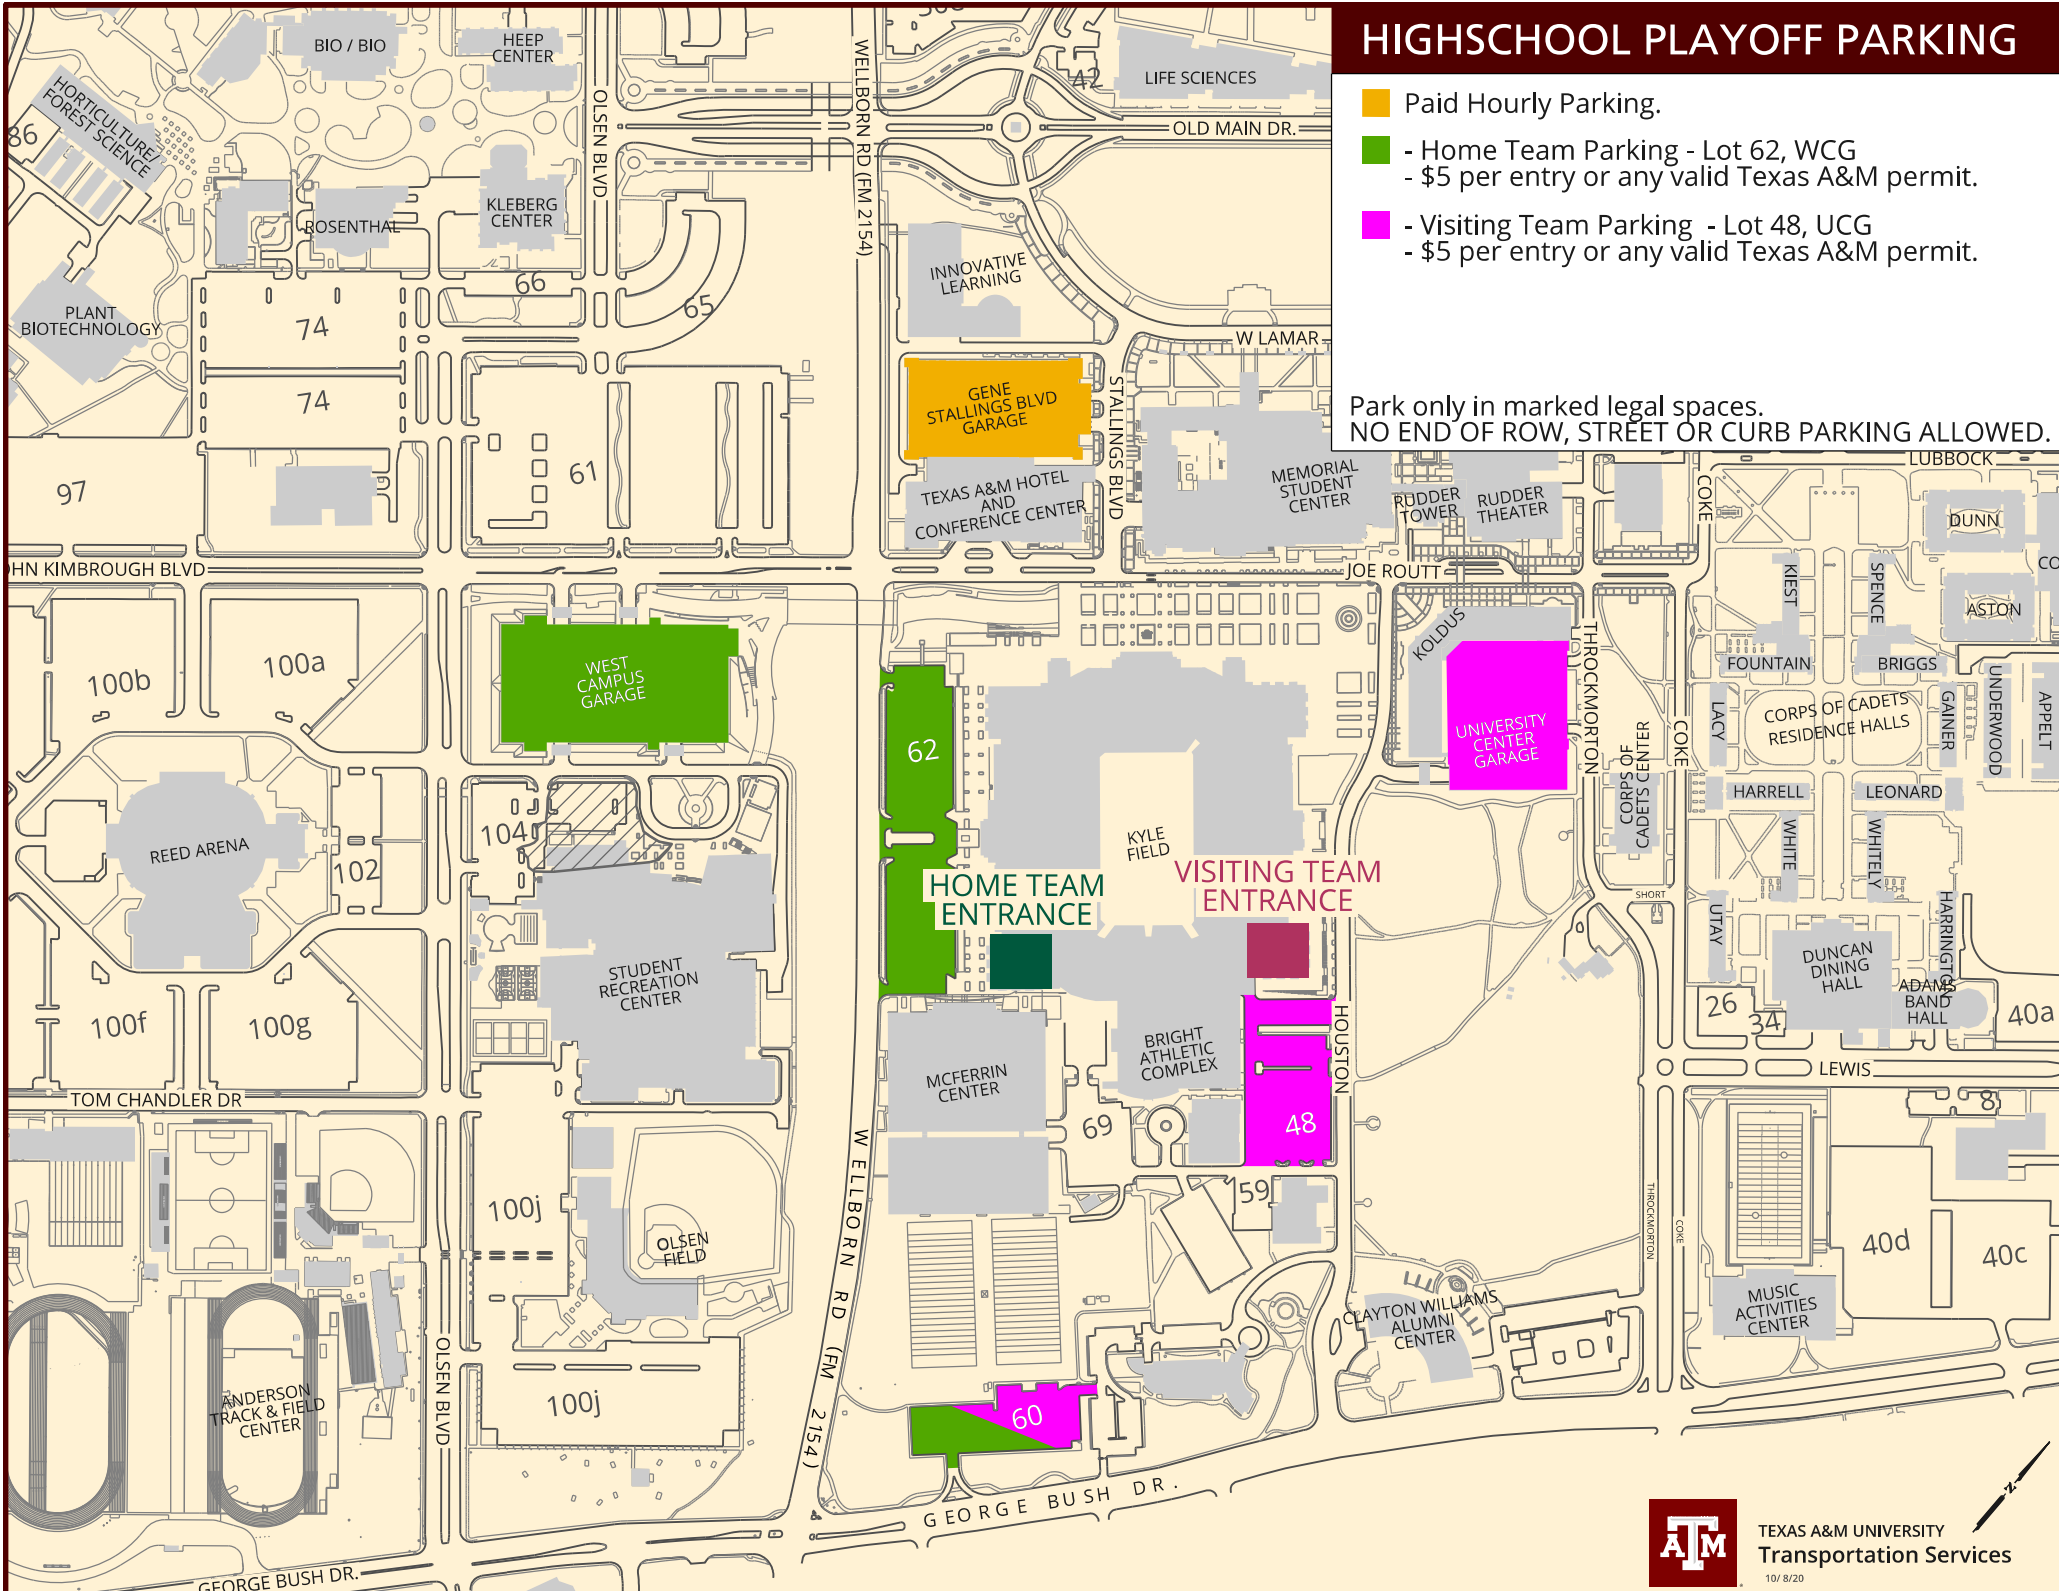 HIGHSCHOOL PLAYOFF PARKING
Paid Hourly Parking.
- Home Team Parking - Lot 62, WCG
- $5 per entry or any valid Texas A&M permit.
- Visiting Team Parking - Lot 48, UCG
- $5 per entry or any valid Texas A&M permit.
Park only in marked legal spaces.
NO END OF ROW, STREET OR CURB PARKING ALLOWED.
BIO / BIO
HEEP
CENTER
HORTICULTURE/
FOREST SCIENCE
86
OLSEN BLVD
WELLBORN RD (FM 2154)
42
LIFE SCIENCES
OLD MAIN DR.
ROSENTHAL
KLEBERG
CENTER
INNOVATIVE
LEARNING
PLANT
BIOTECHNOLOGY
66
65
74
74
W LAMAR
GENE
STALLINGS BLVD
GARAGE
STALLINGS BLVD
97
61
TEXAS A&M HOTEL
AND
CONFERENCE CENTER
MEMORIAL
STUDENT
CENTER
RUDDER
TOWER
RUDDER
THEATER
COKE
LUBBOCK
DUNN
OHN KIMBROUGH BLVD
JOE ROUTT
KIEST
SPENCE
CO
ASTON
100b
100a
WEST
CAMPUS
GARAGE
KOLDUS
THROCKMORTON
FOUNTAIN
BRIGGS
UNDERWOOD
APPELT
62
UNIVERSITY
CENTER
GARAGE
CORPS OF
CADETS CENTER
COKE
LACY
CORPS OF CADETS
RESIDENCE HALLS
GAINER
HARRELL
LEONARD
REED ARENA
104
102
KYLE
FIELD
WHITE
WHITELY
HOME TEAM
ENTRANCE
VISITING TEAM
ENTRANCE
SHORT
UTAY
HARRINGTON
STUDENT
RECREATION
CENTER
DUNCAN
DINING
HALL
ADAMS
BAND
HALL
26
34
40a
100f
100g
HOUSTON
BRIGHT
ATHLETIC
COMPLEX
MCFERRIN
CENTER
LEWIS
TOM CHANDLER DR
69
48
8
W ELLBORN RD (FM 2154)
100j
59
THROCKMORTON
COKE
OLSEN
FIELD
40d
40c
CLAYTON WILLIAMS
ALUMNI
CENTER
MUSIC
ACTIVITIES
CENTER
OLSEN BLVD
ANDERSON
TRACK & FIELD
CENTER
100j
60
1
GEORGE BUSH DR.
GEORGE BUSH DR.
N
ATM
TEXAS A&M UNIVERSITY
Transportation Services
10/ 8/20